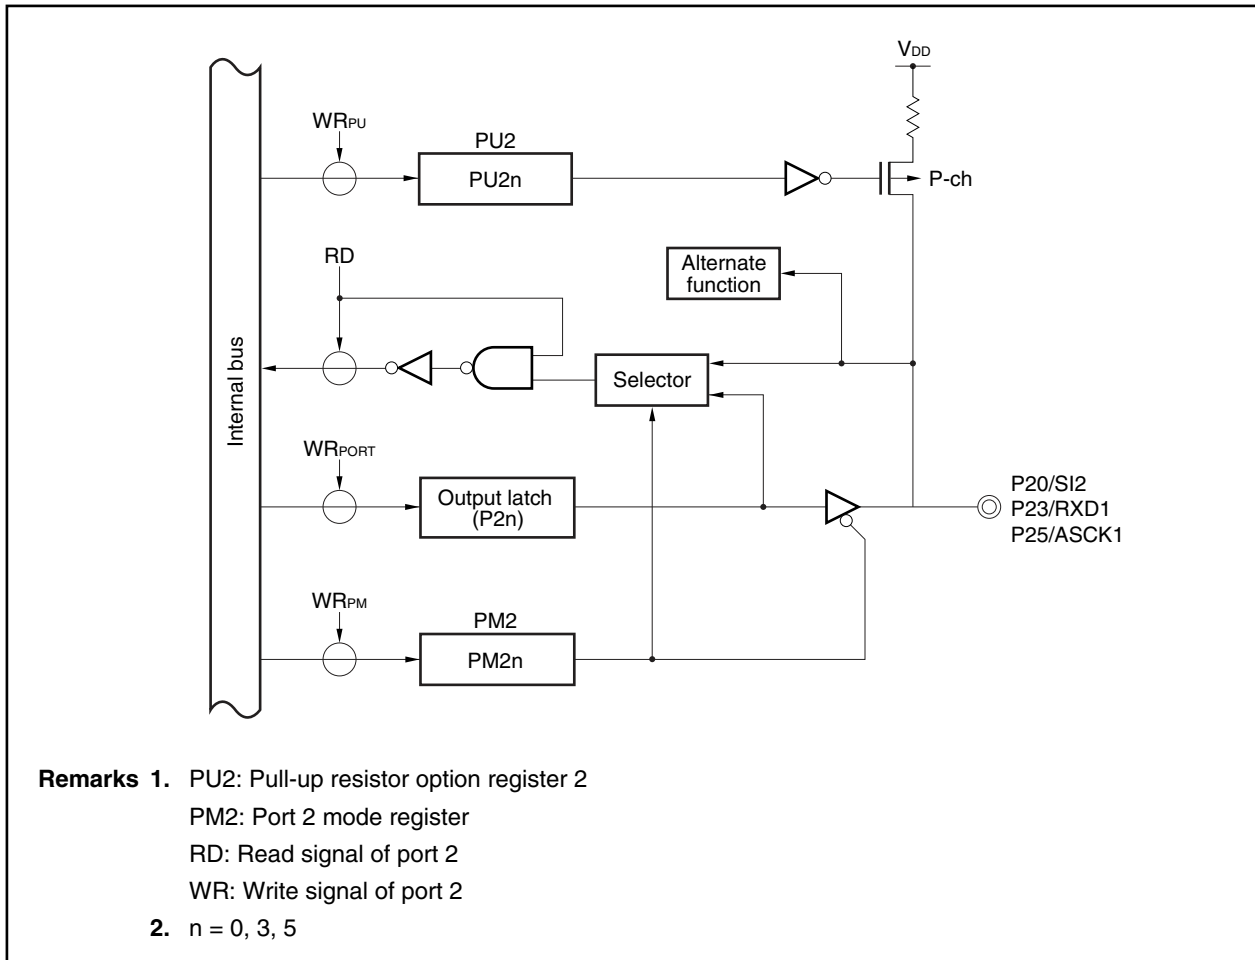 VDD
WRPU
PU2
PU2n
P-ch
RD
Alternate
function
Internal bus
Selector
WRPORT
Output latch
(P2n)
P20/SI2
P23/RXD1
P25/ASCK1
WRPM
PM2
PM2n
Remarks 1. PU2: Pull-up resistor option register 2
PM2: Port 2 mode register
RD: Read signal of port 2
WR: Write signal of port 2
2. n = 0, 3, 5